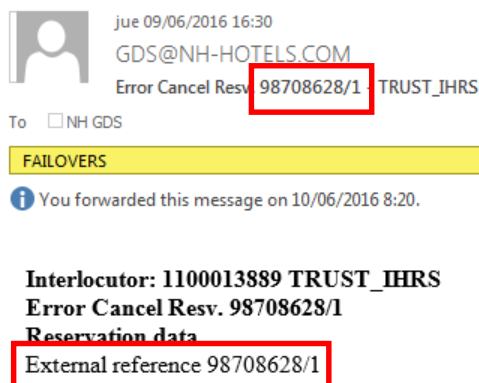 jue 09/06/2016 16:30
GDS@NH-HOTELS.COM
Error Cancel Resv. 98708628/1 - TRUST_IHRS
To NH GDS
FAILOVERS
You forwarded this message on 10/06/2016 8:20.
Interlocutor: 1100013889 TRUST_IHRS
Error Cancel Resv. 98708628/1
Reservation data
External reference 98708628/1